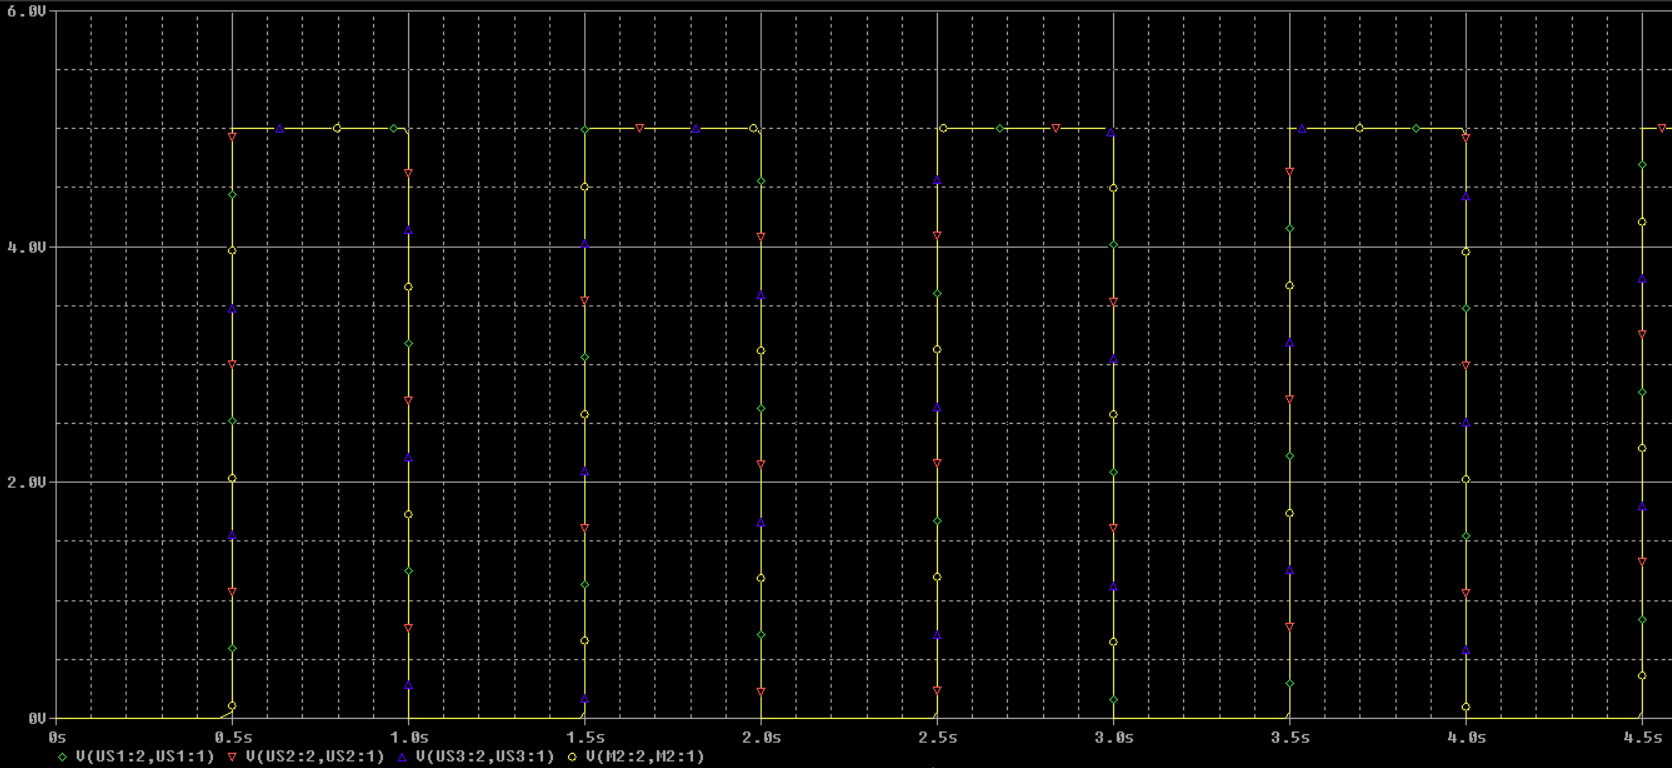 6.0V
4.0V
2.0V
0V
0s 0.5s 1.0s 1.5s 2.0s 2.5s 3.0s 3.5s 4.0s 4.5s
V(US1:2,US1:1) V(US2:2,US2:1) V(US3:2,US3:1) V(M2:2,M2:1)